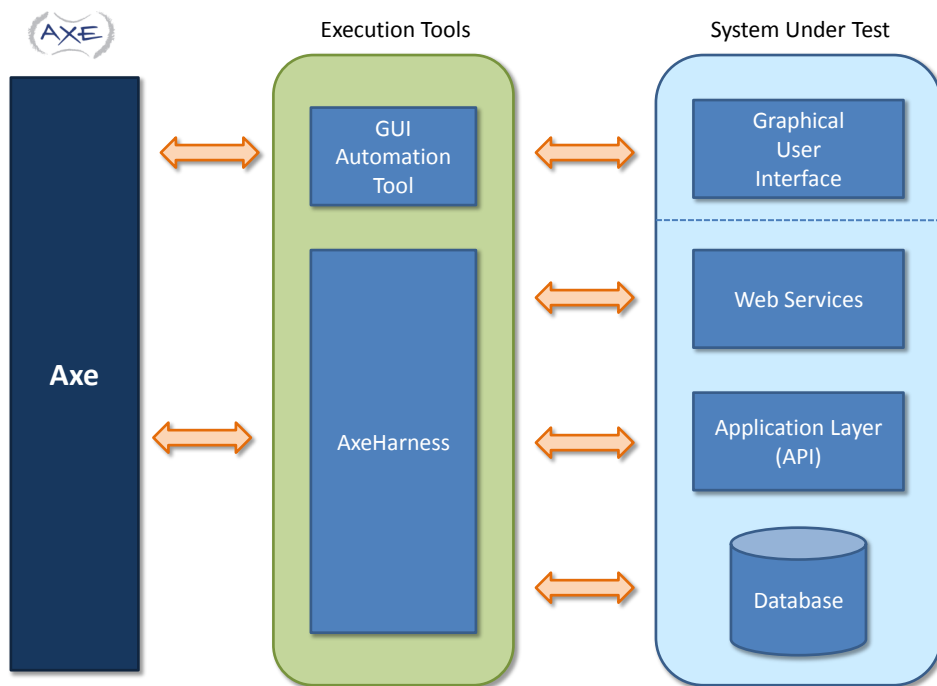 AXE
Execution Tools
System Under Test
Axe
GUI
Automation
Tool
AxeHarness
Graphical
User
Interface
Web Services
Application Layer
(API)
Database